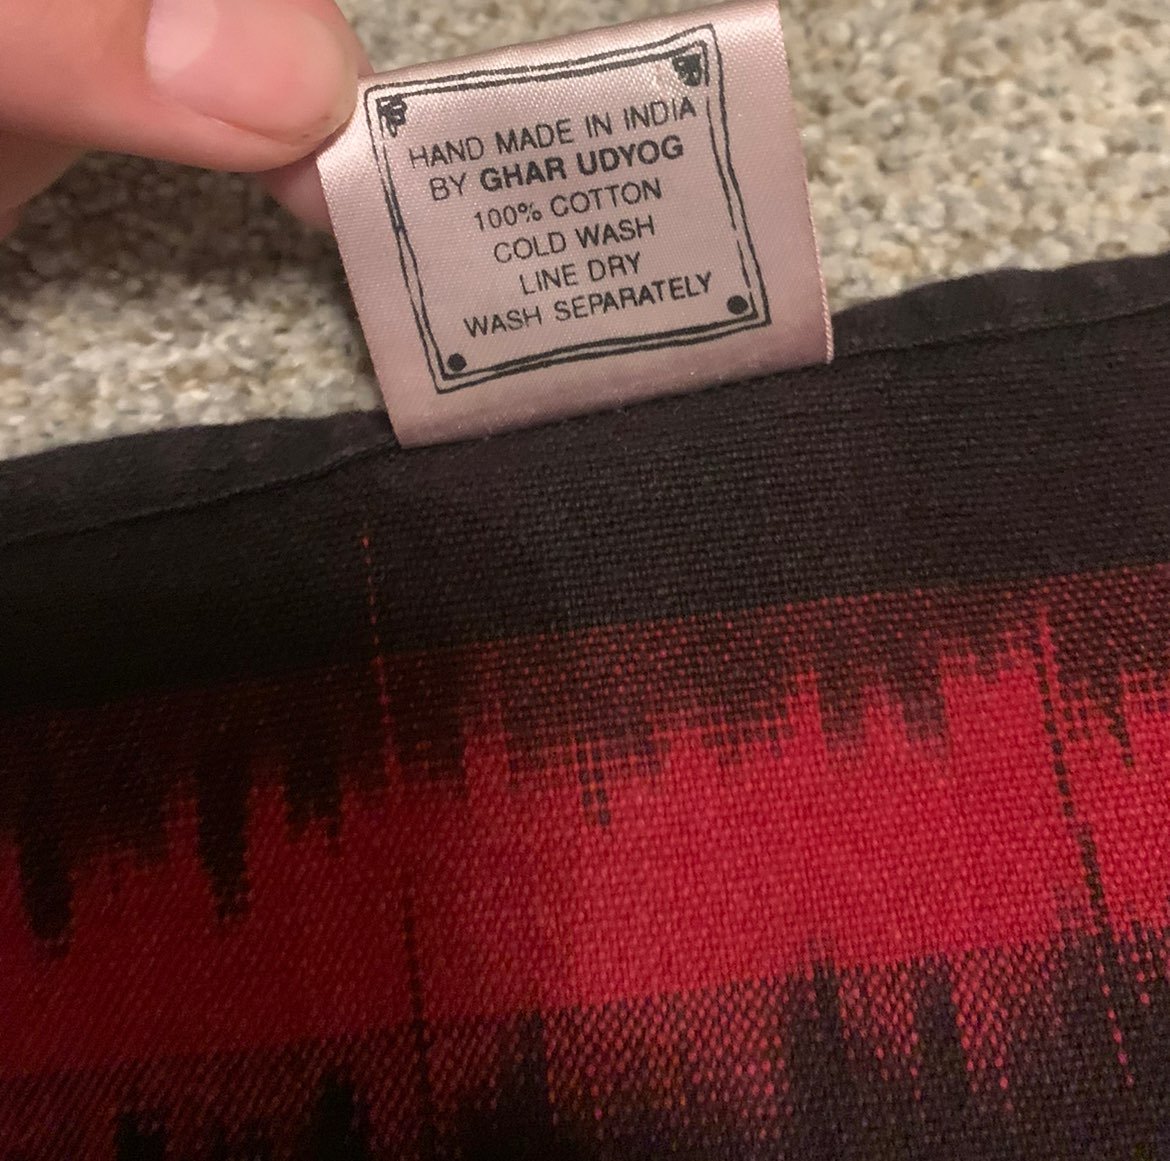 HAND MADE IN INDIA
BY GHAR UDYOG
100% COTTON
COLD WASH
LINE DRY
WASH SEPARATELY